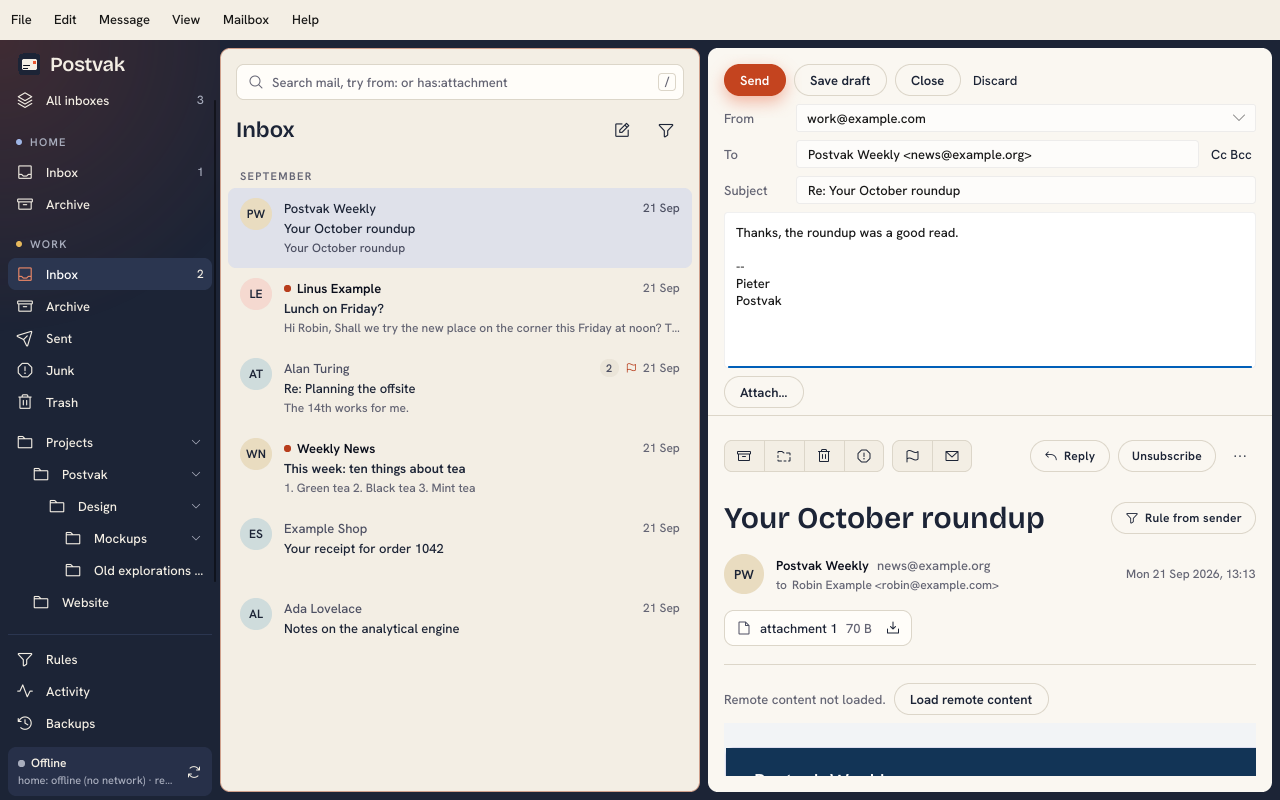 File Edit Message View Mailbox Help
Postvak
All inboxes 3
HOME
Inbox 1
Archive
WORK
Inbox 2
Archive
Sent
Junk
Trash
Projects
Postvak
Design
Mockups
Old explorations ...
Website
Rules
Activity
Backups
Offline
home: offline (no network) · re...
Search mail, try from: or has:attachment /
Inbox
SEPTEMBER
PW Postvak Weekly 21 Sep
Your October roundup
Your October roundup
LE Linus Example 21 Sep
Lunch on Friday?
Hi Robin, Shall we try the new place on the corner this Friday at noon? T...
AT Alan Turing 2 21 Sep
Re: Planning the offsite
The 14th works for me.
WN Weekly News 21 Sep
This week: ten things about tea
1. Green tea 2. Black tea 3. Mint tea
ES Example Shop 21 Sep
Your receipt for order 1042
AL Ada Lovelace 21 Sep
Notes on the analytical engine
Send Save draft Close Discard
From work@example.com
To Postvak Weekly <news@example.org> Cc Bcc
Subject Re: Your October roundup
Thanks, the roundup was a good read.
--
Pieter
Postvak
Attach...
Reply Unsubscribe ...
Your October roundup Rule from sender
PW Postvak Weekly news@example.org Mon 21 Sep 2026, 13:13
to Robin Example <robin@example.com>
attachment 1 70 B
Remote content not loaded. Load remote content